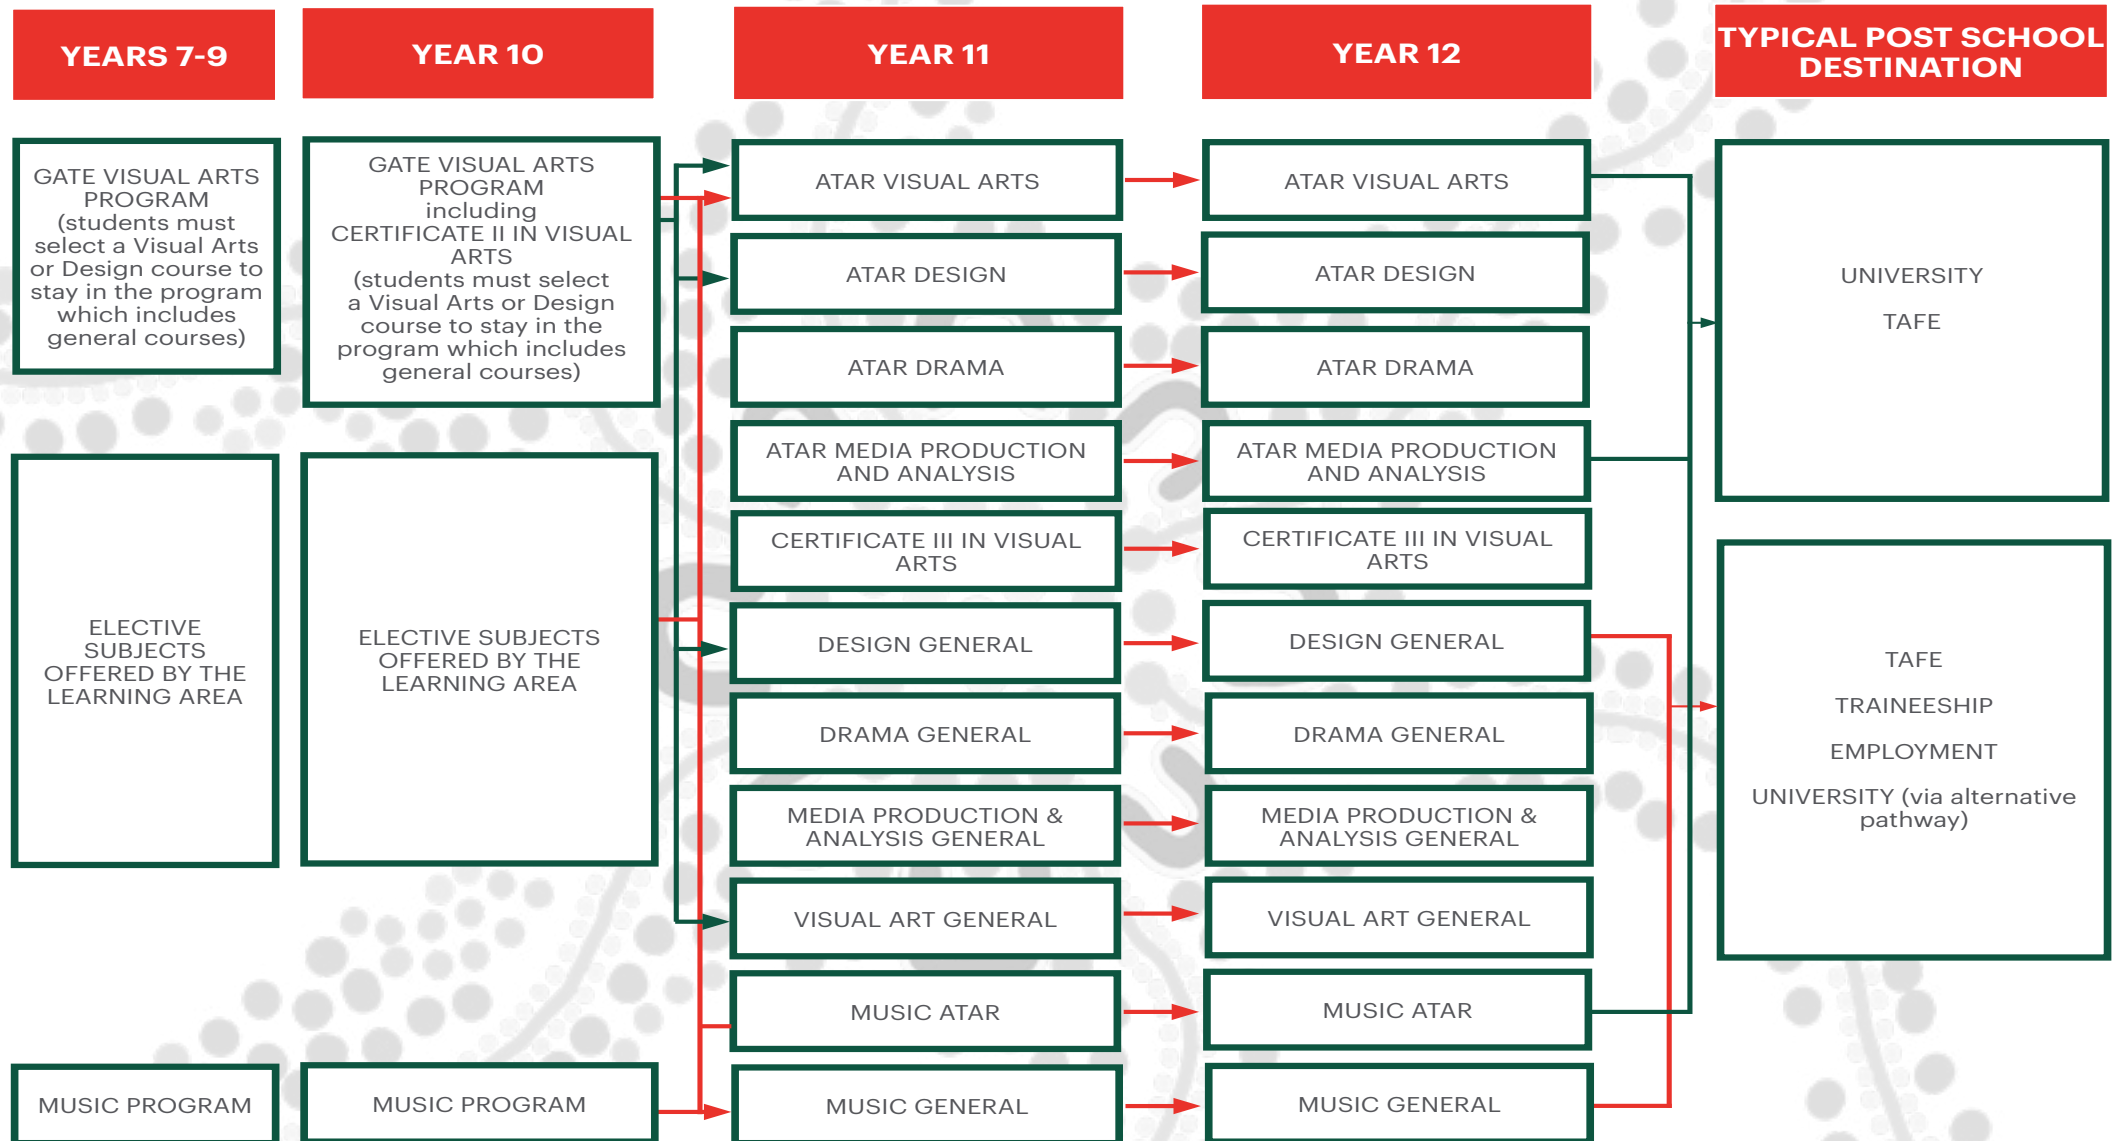 YEARS 7-9
YEAR 10
YEAR 11
YEAR 12
TYPICAL POST SCHOOL
DESTINATION
GATE VISUAL ARTS
PROGRAM
(students must
select a Visual Arts
or Design course to
stay in the program
which includes
general courses)
ELECTIVE
SUBJECTS
OFFERED BY THE
LEARNING AREA
MUSIC PROGRAM
GATE VISUAL ARTS
PROGRAM
including
CERTIFICATE II IN VISUAL
ARTS
(students must select
a Visual Arts or Design
course to stay in the
program which includes
general courses)
ELECTIVE SUBJECTS
OFFERED BY THE
LEARNING AREA
MUSIC PROGRAM
ATAR VISUAL ARTS
ATAR DESIGN
ATAR DRAMA
ATAR MEDIA PRODUCTION
AND ANALYSIS
CERTIFICATE III IN VISUAL
ARTS
DESIGN GENERAL
DRAMA GENERAL
MEDIA PRODUCTION &
ANALYSIS GENERAL
VISUAL ART GENERAL
MUSIC ATAR
MUSIC GENERAL
ATAR VISUAL ARTS
ATAR DESIGN
ATAR DRAMA
ATAR MEDIA PRODUCTION
AND ANALYSIS
CERTIFICATE III IN VISUAL
ARTS
DESIGN GENERAL
DRAMA GENERAL
MEDIA PRODUCTION &
ANALYSIS GENERAL
VISUAL ART GENERAL
MUSIC ATAR
MUSIC GENERAL
UNIVERSITY
TAFE
TAFE
TRAINEESHIP
EMPLOYMENT
UNIVERSITY (via alternative
pathway)